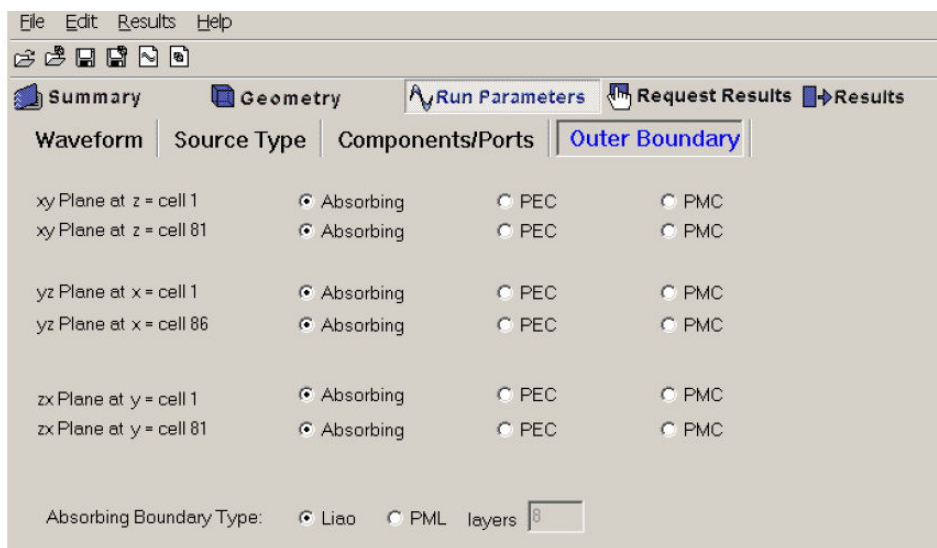 File Edit Results Help
Summary Geometry Run Parameters Request Results Results
Waveform Source Type Components/Ports Outer Boundary
xy Plane at z = cell 1 Absorbing PEC PMC
xy Plane at z = cell 81 Absorbing PEC PMC
yz Plane at x = cell 1 Absorbing PEC PMC
yz Plane at x = cell 86 Absorbing PEC PMC
zx Plane at y = cell 1 Absorbing PEC PMC
zx Plane at y = cell 81 Absorbing PEC PMC
Absorbing Boundary Type: Liao PML layers 8